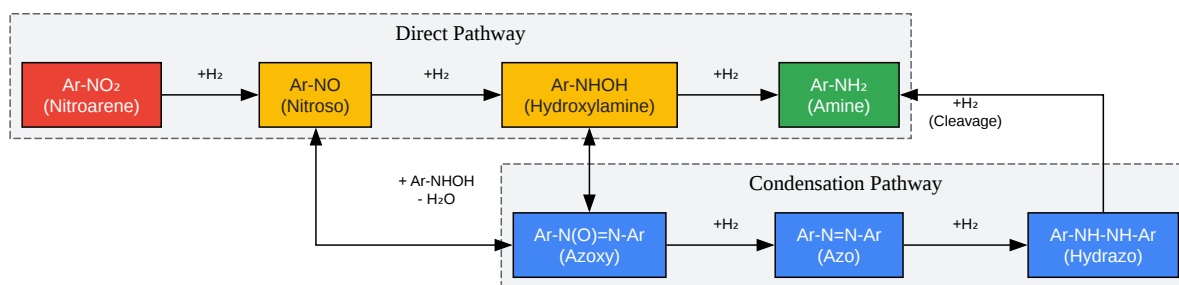 Direct Pathway
Ar-NO₂
(Nitroarene)
+H₂
Ar-NO
(Nitroso)
+H₂
Ar-NHOH
(Hydroxylamine)
+H₂
Ar-NH₂
(Amine)
+H₂
(Cleavage)
+ Ar-NHOH
- H₂O
Condensation Pathway
Ar-N(O)=N-Ar
(Azoxy)
+H₂
Ar-N=N-Ar
(Azo)
+H₂
Ar-NH-NH-Ar
(Hydrazo)